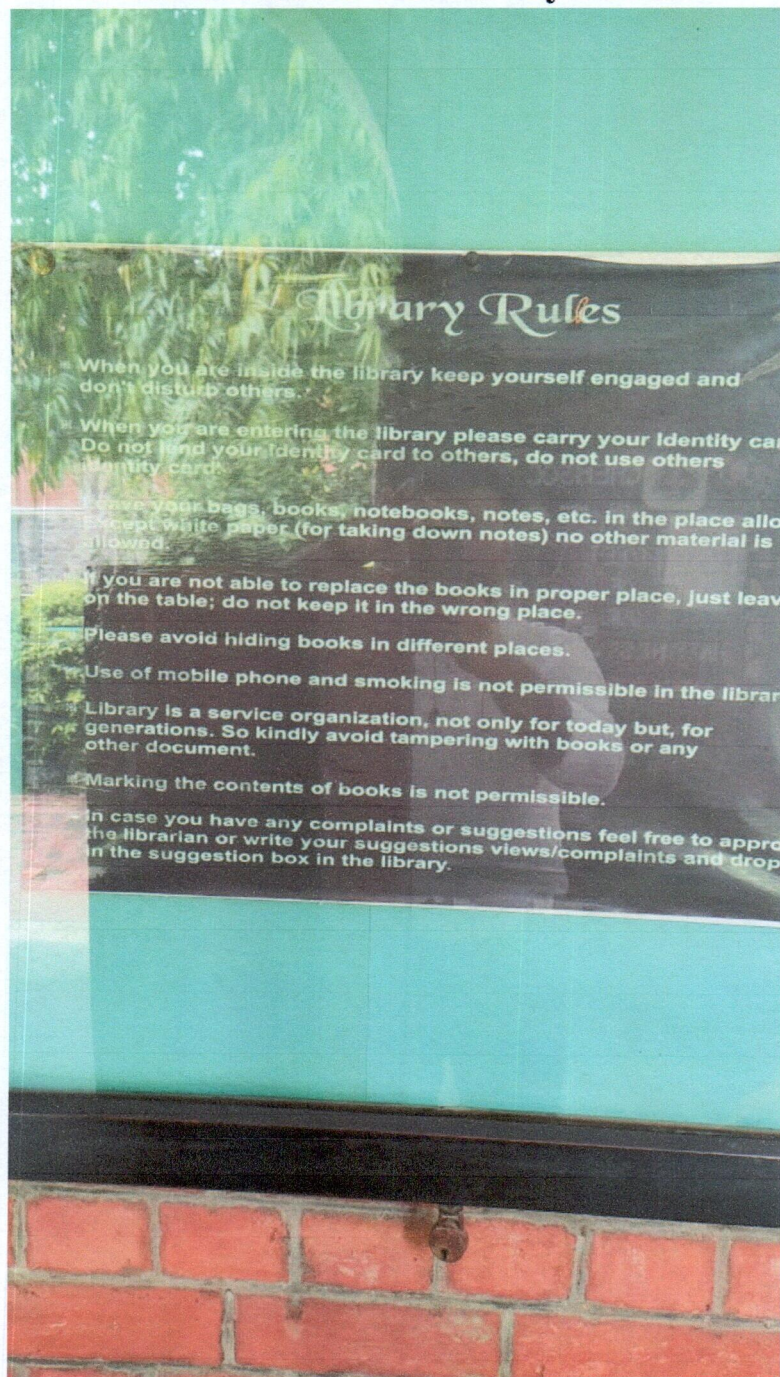 Library Rules
When you are inside the library keep yourself engaged and
don't disturb others.
When you are entering the library please carry your Identity car
Do not lend your Identity card to others, do not use others
Identity card.
Leave your bags, books, notebooks, notes, etc. in the place allo
Except white paper (for taking down notes) no other material is
allowed.
If you are not able to replace the books in proper place, just leav
on the table; do not keep it in the wrong place.
Please avoid hiding books in different places.
Use of mobile phone and smoking is not permissible in the librar
Library is a service organization, not only for today but, for
generations. So kindly avoid tampering with books or any
other document.
Marking the contents of books is not permissible.
In case you have any complaints or suggestions feel free to appro
the librarian or write your suggestions views/complaints and drop
in the suggestion box in the library.